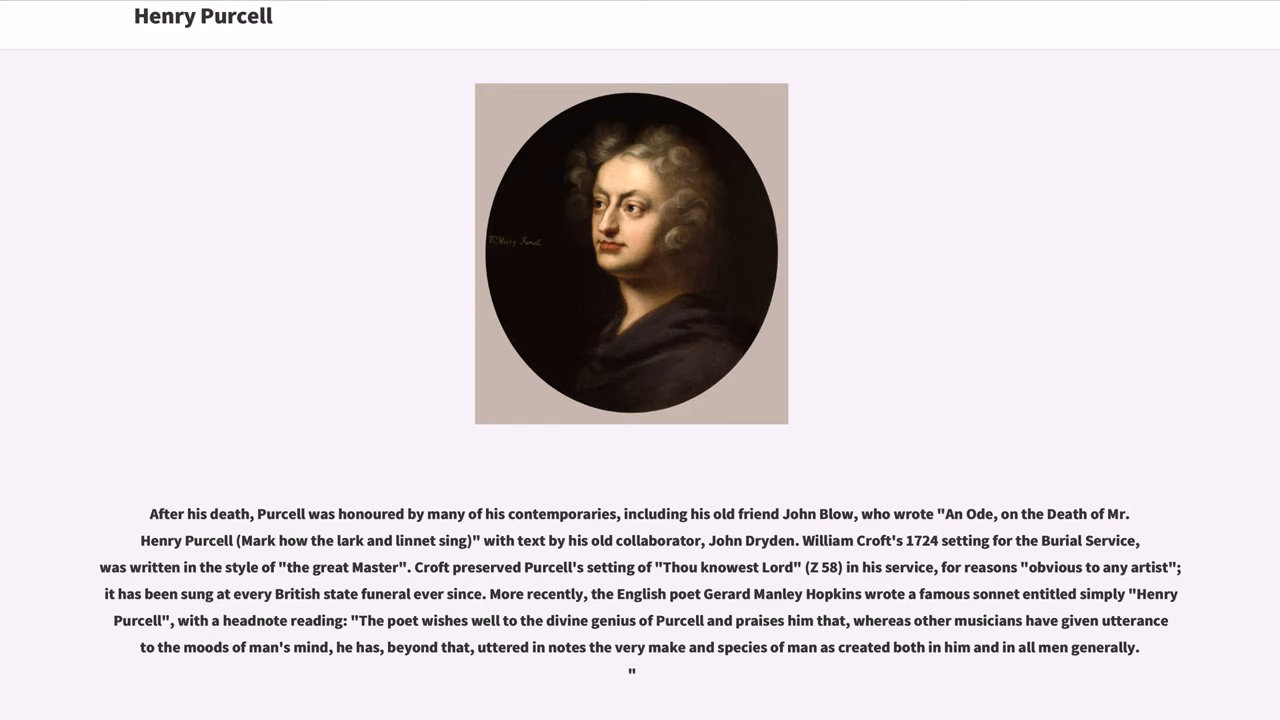 Henry Purcell
Mr Henry Purcell
After his death, Purcell was honoured by many of his contemporaries, including his old friend John Blow, who wrote "An Ode, on the Death of Mr.
Henry Purcell (Mark how the lark and linnet sing)" with text by his old collaborator, John Dryden. William Croft's 1724 setting for the Burial Service,
was written in the style of "the great Master". Croft preserved Purcell's setting of "Thou knowest Lord" (Z 58) in his service, for reasons "obvious to any artist";
it has been sung at every British state funeral ever since. More recently, the English poet Gerard Manley Hopkins wrote a famous sonnet entitled simply "Henry
Purcell", with a headnote reading: "The poet wishes well to the divine genius of Purcell and praises him that, whereas other musicians have given utterance
to the moods of man's mind, he has, beyond that, uttered in notes the very make and species of man as created both in him and in all men generally.
"